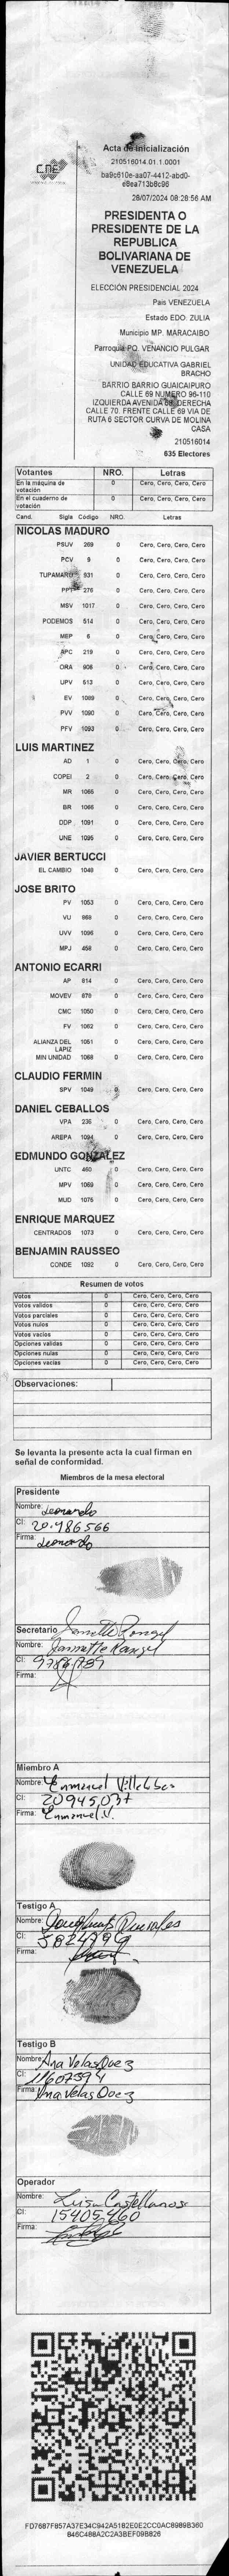 CNE
Acta de Inicialización
210516014.01.1.0001
ba9c610e-aa07-4412-abd0-
e6ea713b6c96
28/07/2024 08:28:56 AM
PRESIDENTA O
PRESIDENTE DE LA
REPUBLICA
BOLIVARIANA DE
VENEZUELA
ELECCIÓN PRESIDENCIAL 2024
Pais VENEZUELA
Estado EDO. ZULIA
Municipio MP. MARACAIBO
Parroquia PQ. VENANCIO PULGAR
UNIDAD EDUCATIVA GABRIEL
BRACHO
BARRIO BARRIO GUAICAIPURO
CALLE 69 NUMERO 96-110
IZQUIERDA AVENIDA 69 DERECHA
CALLE 70. FRENTE CALLE 69 VIA DE
RUTA 6 SECTOR CURVA DE MOLINA
CASA
210516014
635 Electores
Votantes NRO. Letras
En la máquina de votación 0 Cero, Cero, Cero, Cero
En el cuaderno de votación 0 Cero, Cero, Cero, Cero
Cand. Sigla Código NRO. Letras
NICOLAS MADURO
PSUV 269 0 Cero, Cero, Cero, Cero
PCV 9 0 Cero, Cero, Cero, Cero
TUPAMARO 931 0 Cero, Cero, Cero, Cero
PPT 276 0 Cero, Cero, Cero, Cero
MSV 1017 0 Cero, Cero, Cero, Cero
PODEMOS 514 0 Cero, Cero, Cero, Cero
MEP 6 0 Cero, Cero, Cero, Cero
APC 219 0 Cero, Cero, Cero, Cero
ORA 908 0 Cero, Cero, Cero, Cero
UPV 513 0 Cero, Cero, Cero, Cero
EV 1089 0 Cero, Cero, Cero, Cero
PVV 1090 0 Cero, Cero, Cero, Cero
PFV 1093 0 Cero, Cero, Cero, Cero
LUIS MARTINEZ
AD 1 0 Cero, Cero, Cero, Cero
COPEI 2 0 Cero, Cero, Cero, Cero
MR 1065 0 Cero, Cero, Cero, Cero
BR 1066 0 Cero, Cero, Cero, Cero
DDP 1091 0 Cero, Cero, Cero, Cero
UNE 1095 0 Cero, Cero, Cero, Cero
JAVIER BERTUCCI
EL CAMBIO 1048 0 Cero, Cero, Cero, Cero
JOSE BRITO
PV 1053 0 Cero, Cero, Cero, Cero
VU 969 0 Cero, Cero, Cero, Cero
UVV 1096 0 Cero, Cero, Cero, Cero
MPJ 458 0 Cero, Cero, Cero, Cero
ANTONIO ECARRI
AP 814 0 Cero, Cero, Cero, Cero
MOVEV 870 0 Cero, Cero, Cero, Cero
CMC 1050 0 Cero, Cero, Cero, Cero
FV 1062 0 Cero, Cero, Cero, Cero
ALIANZA DEL LAPIZ 1051 0 Cero, Cero, Cero, Cero
MIN UNIDAD 1068 0 Cero, Cero, Cero, Cero
CLAUDIO FERMIN
SPV 1049 0 Cero, Cero, Cero, Cero
DANIEL CEBALLOS
VPA 236 0 Cero, Cero, Cero, Cero
AREPA 1094 0 Cero, Cero, Cero, Cero
EDMUNDO GONZALEZ
UNTC 460 0 Cero, Cero, Cero, Cero
MPV 1069 0 Cero, Cero, Cero, Cero
MUD 1075 0 Cero, Cero, Cero, Cero
ENRIQUE MARQUEZ
CENTRADOS 1073 0 Cero, Cero, Cero, Cero
BENJAMIN RAUSSEO
CONDE 1092 0 Cero, Cero, Cero, Cero
Resumen de votos
Votos 0 Cero, Cero, Cero, Cero
Votos validos 0 Cero, Cero, Cero, Cero
Votos parciales 0 Cero, Cero, Cero, Cero
Votos nulos 0 Cero, Cero, Cero, Cero
Votos vacios 0 Cero, Cero, Cero, Cero
Opciones validas 0 Cero, Cero, Cero, Cero
Opciones nulas 0 Cero, Cero, Cero, Cero
Opciones vacias 0 Cero, Cero, Cero, Cero
Observaciones:
Se levanta la presente acta la cual firman en
señal de conformidad.
Miembros de la mesa electoral
Presidente
Nombre: Leonardo
CI: 20.986.566
Firma: Leonardo
Secretario
Nombre: Jannette Rangel
CI:
Firma:
Miembro A
Nombre: Enmanuel
CI: 20945037
Firma: Enmanuel.V.
Testigo A
Nombre:
CI:
Firma:
Testigo B
Nombre: Ana Velasquez
CI: 11607394
Firma: Ana Velasquez
Operador
Nombre: Luisa Castellanos
CI: 15405460
Firma:
FD7687F857A37E34C942A5182E0E2CC0AC8989B360
846C488A2C2A3BEF09B826